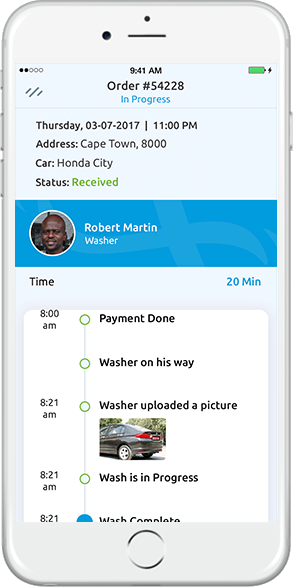 9:41 AM
Order #54228
In Progress
Thursday, 03-07-2017 | 11:00 PM
Address: Cape Town, 8000
Car: Honda City
Status: Received
Robert Martin
Washer
Time 20 Min
8:00 am Payment Done
Washer on his way
8:21 am Washer uploaded a picture
8:21 am Wash is in Progress
8:21 Wash Complete